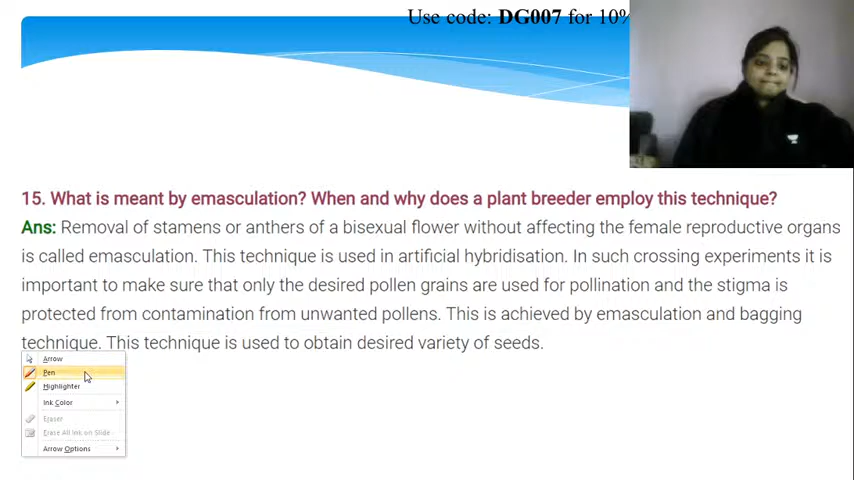 Use code: DG007 for 10%
15. What is meant by emasculation? When and why does a plant breeder employ this technique?
Ans: Removal of stamens or anthers of a bisexual flower without affecting the female reproductive organs
is called emasculation. This technique is used in artificial hybridisation. In such crossing experiments it is
important to make sure that only the desired pollen grains are used for pollination and the stigma is
protected from contamination from unwanted pollens. This is achieved by emasculation and bagging
technique. This technique is used to obtain desired variety of seeds.
Arrow
Pen
Highlighter
Ink Color
Eraser
Erase All Ink on Slide
Arrow Options